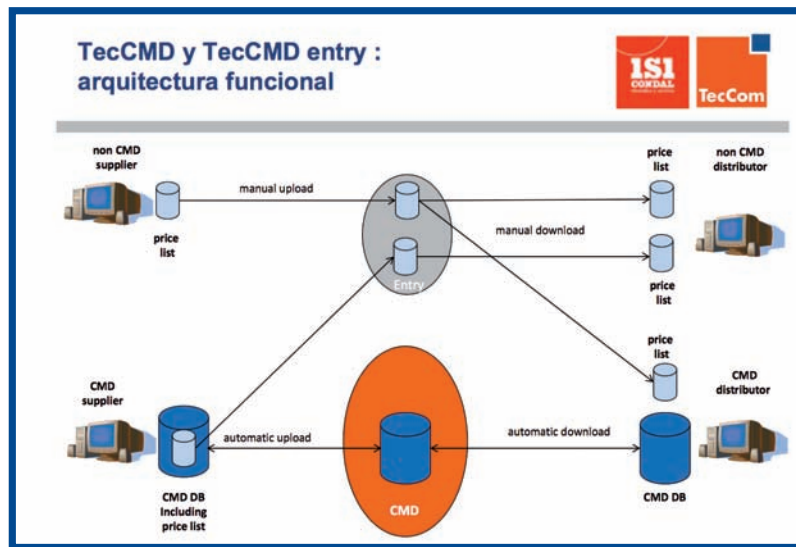 TecCMD y TecCMD entry :
arquitectura funcional
1S1
CONDAL
TecCom
non CMD
supplier
price
list
non CMD
distributor
manual upload
price
list
manual download
Entry
price
list
price
list
CMD
supplier
CMD
distributor
automatic upload
automatic download
CMD DB
Including
price list
CMD
CMD DB